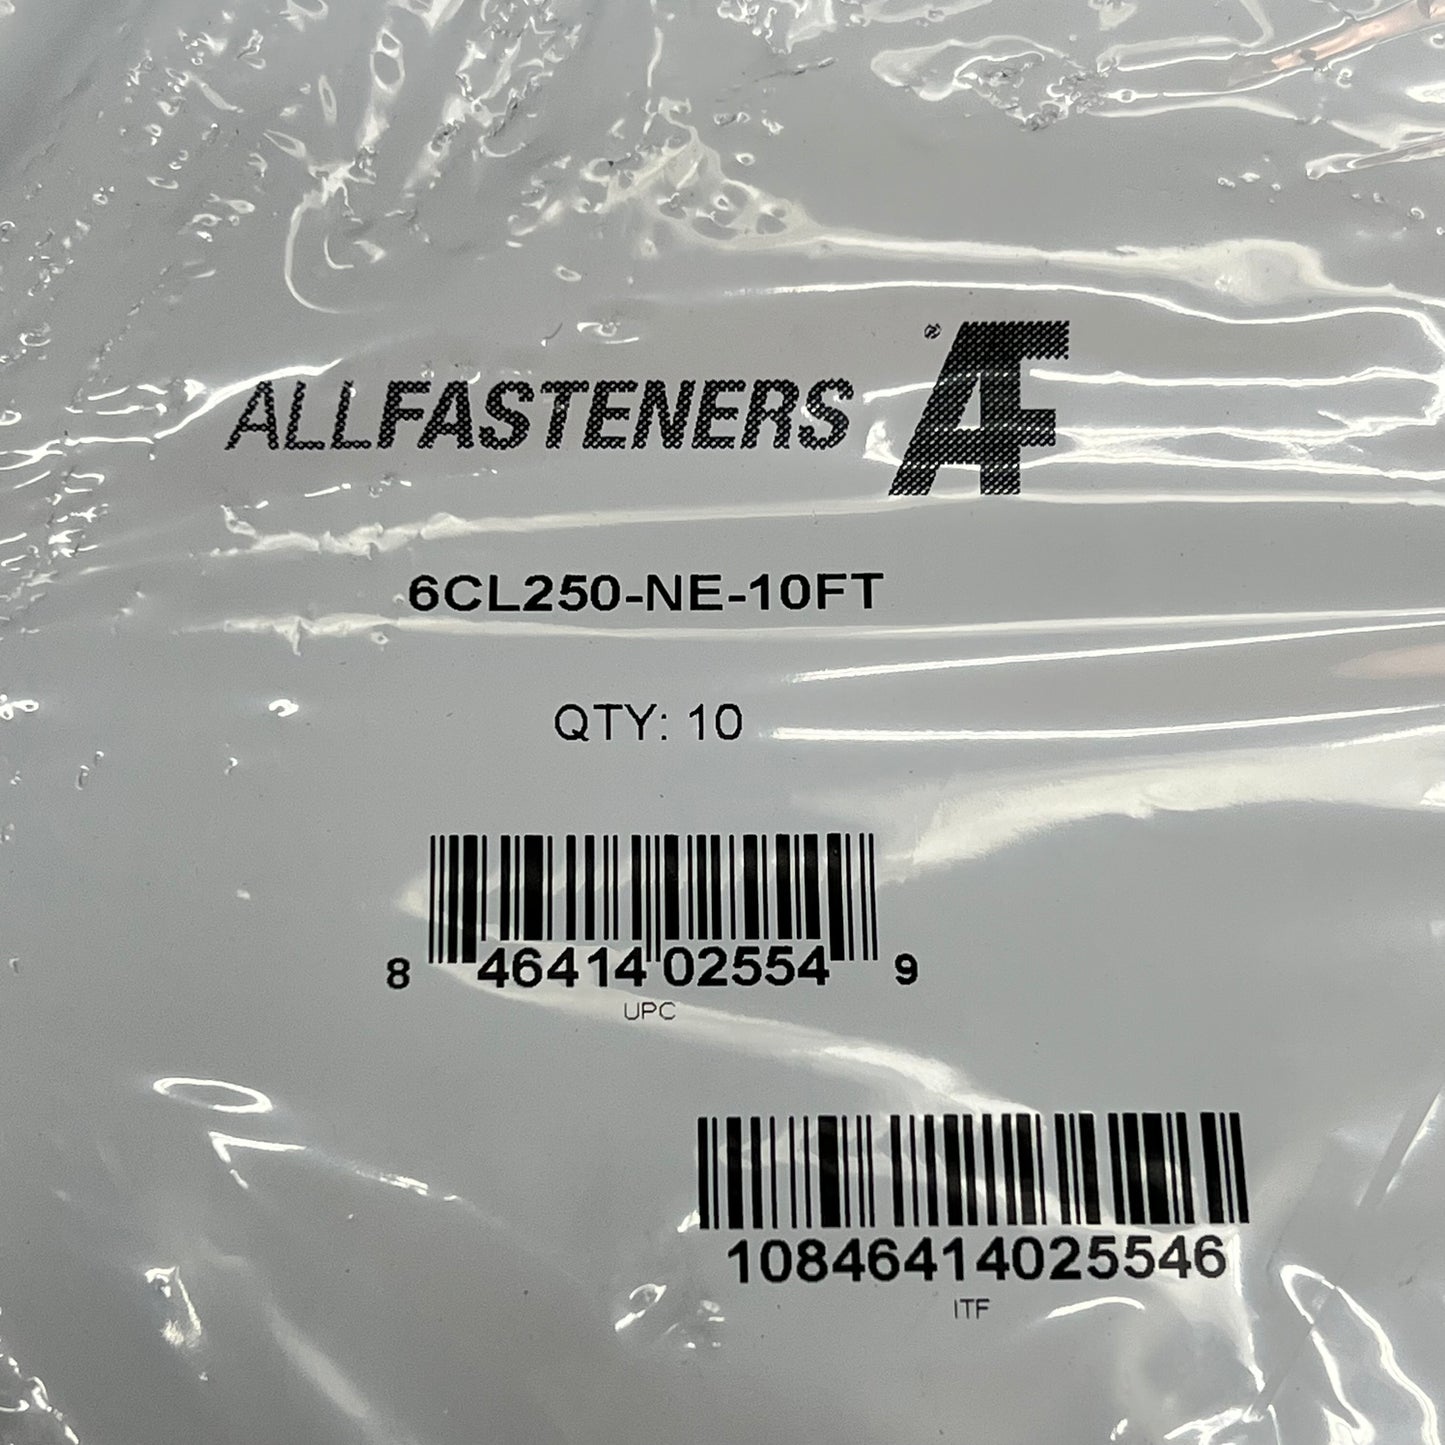 ALLFASTENERS AF®
6CL250-NE-10FT
QTY: 10
8 46414 02554 9
UPC
10846414025546
ITF